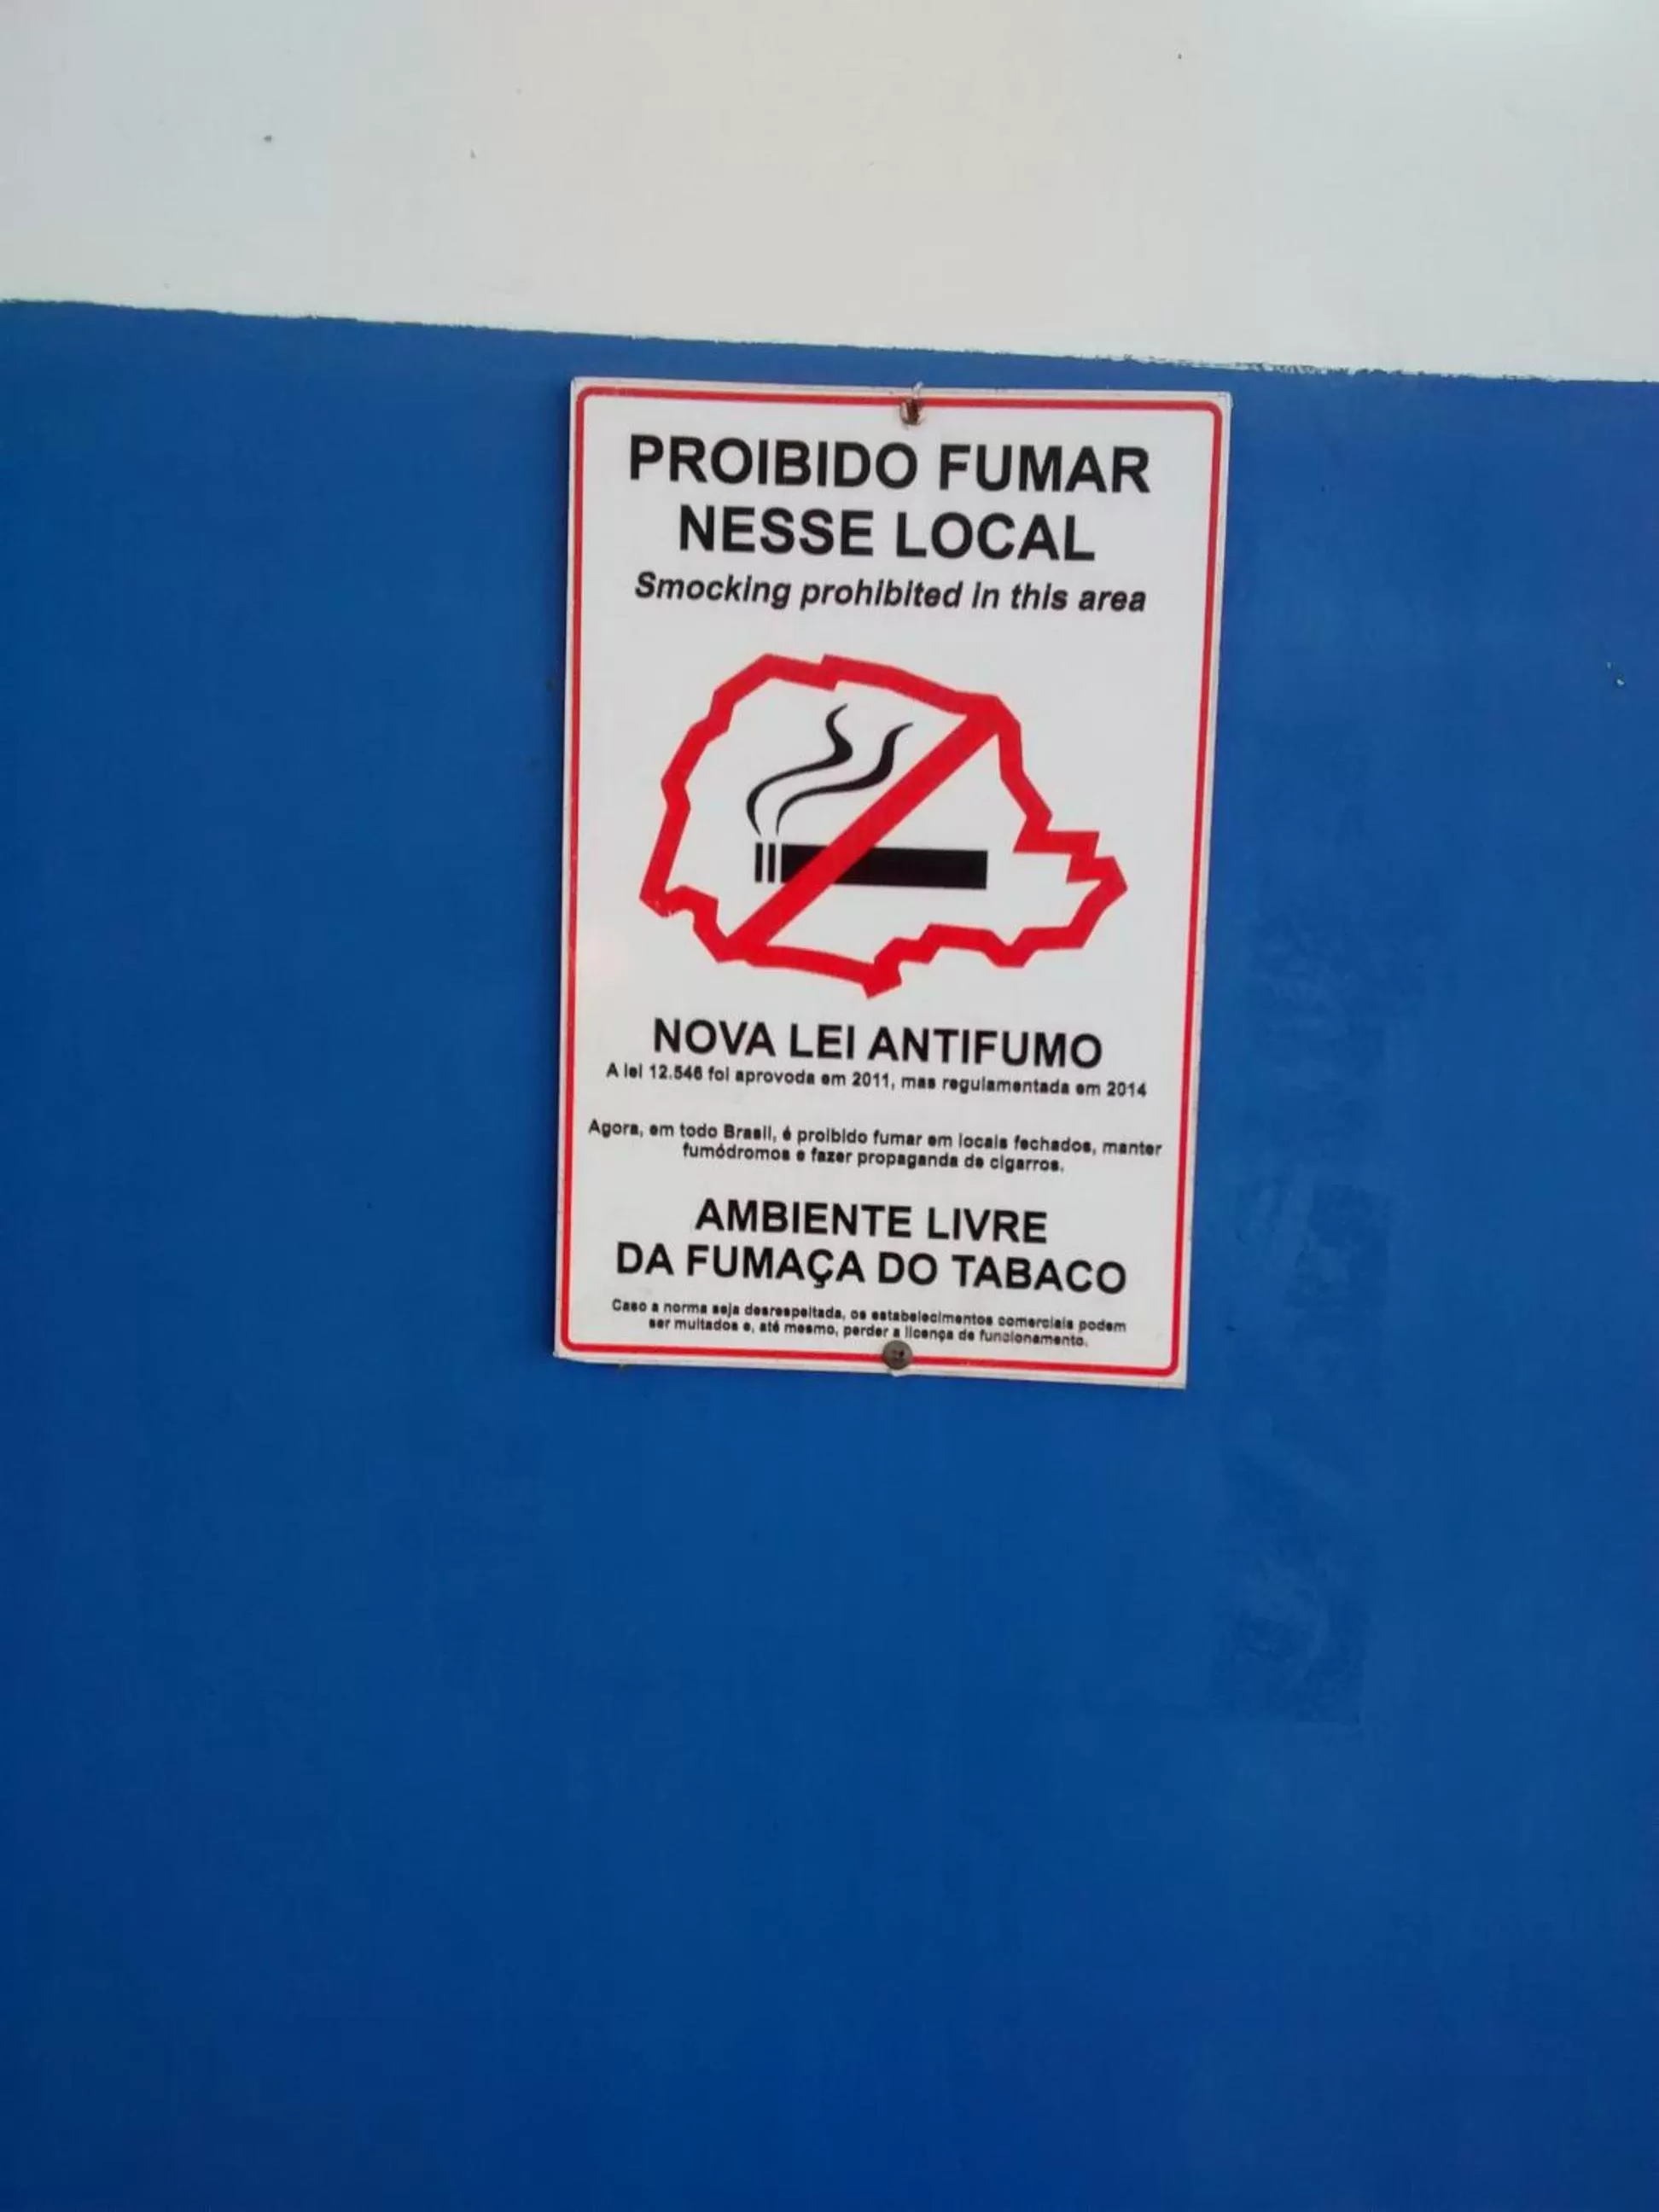 PROIBIDO FUMAR
NESSE LOCAL
Smocking prohibited in this area
NOVA LEI ANTIFUMO
A lei 12.546 foi aprovoda em 2011, mas regulamentada em 2014
Agora, em todo Brasil, é proibido fumar em locais fechados, manter
fumódromos e fazer propaganda de cigarros.
AMBIENTE LIVRE
DA FUMAÇA DO TABACO
Caso a norma seja desrespeitada, os estabelecimentos comerciais podem
ser multados e, até mesmo, perder a licença de funcionamento.